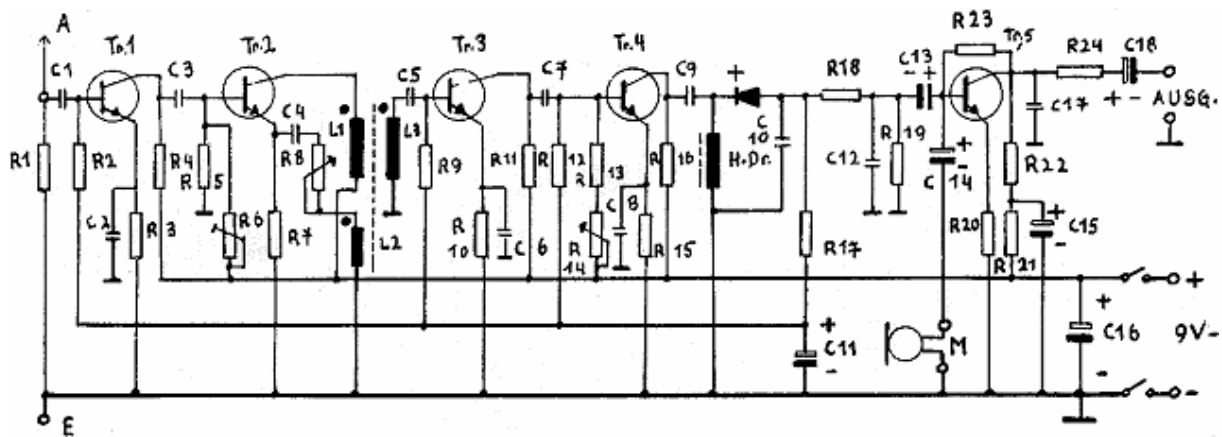 A
C1
Tr.1
C3
Tr.2
C4
L1
L3
C5
Tr.3
C7
Tr.4
C9
+
R18
C13
- +
R23
Tr.5
R24
C18
+ - AUSG.
C17
R1
R2
C2
R3
R4
R5
R6
R7
R8
L2
R9
R10
C6
R11
R12
R13
R14
C8
R15
R16
H.Dr.
C10
R17
C12
R19
+
-
C14
R20
R21
R22
+
-
C15
+
C11
-
M
+
C16
-
+
9V-
-
E